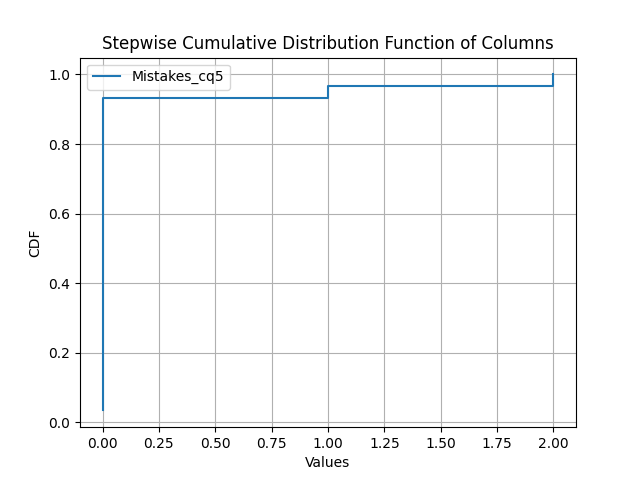 Stepwise Cumulative Distribution Function of Columns
Mistakes_cq5
1.0
0.8
0.6
0.4
0.2
0.0
CDF
0.00 0.25 0.50 0.75 1.00 1.25 1.50 1.75 2.00
Values